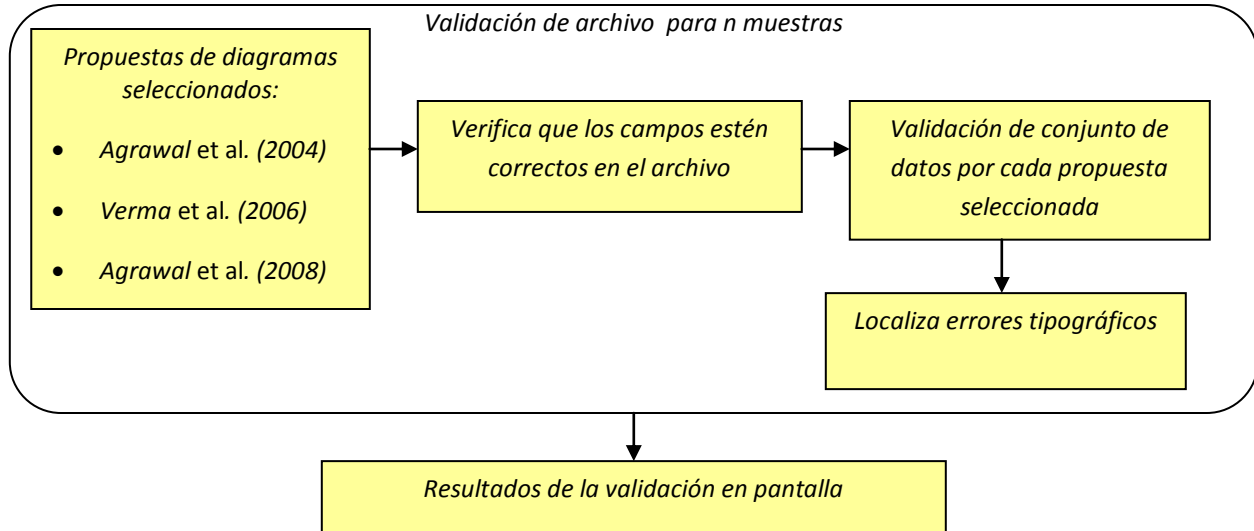 Validación de archivo para n muestras
Propuestas de diagramas
seleccionados:
• Agrawal et al. (2004)
• Verma et al. (2006)
• Agrawal et al. (2008)
Verifica que los campos estén
correctos en el archivo
Validación de conjunto de
datos por cada propuesta
seleccionada
Localiza errores tipográficos
Resultados de la validación en pantalla